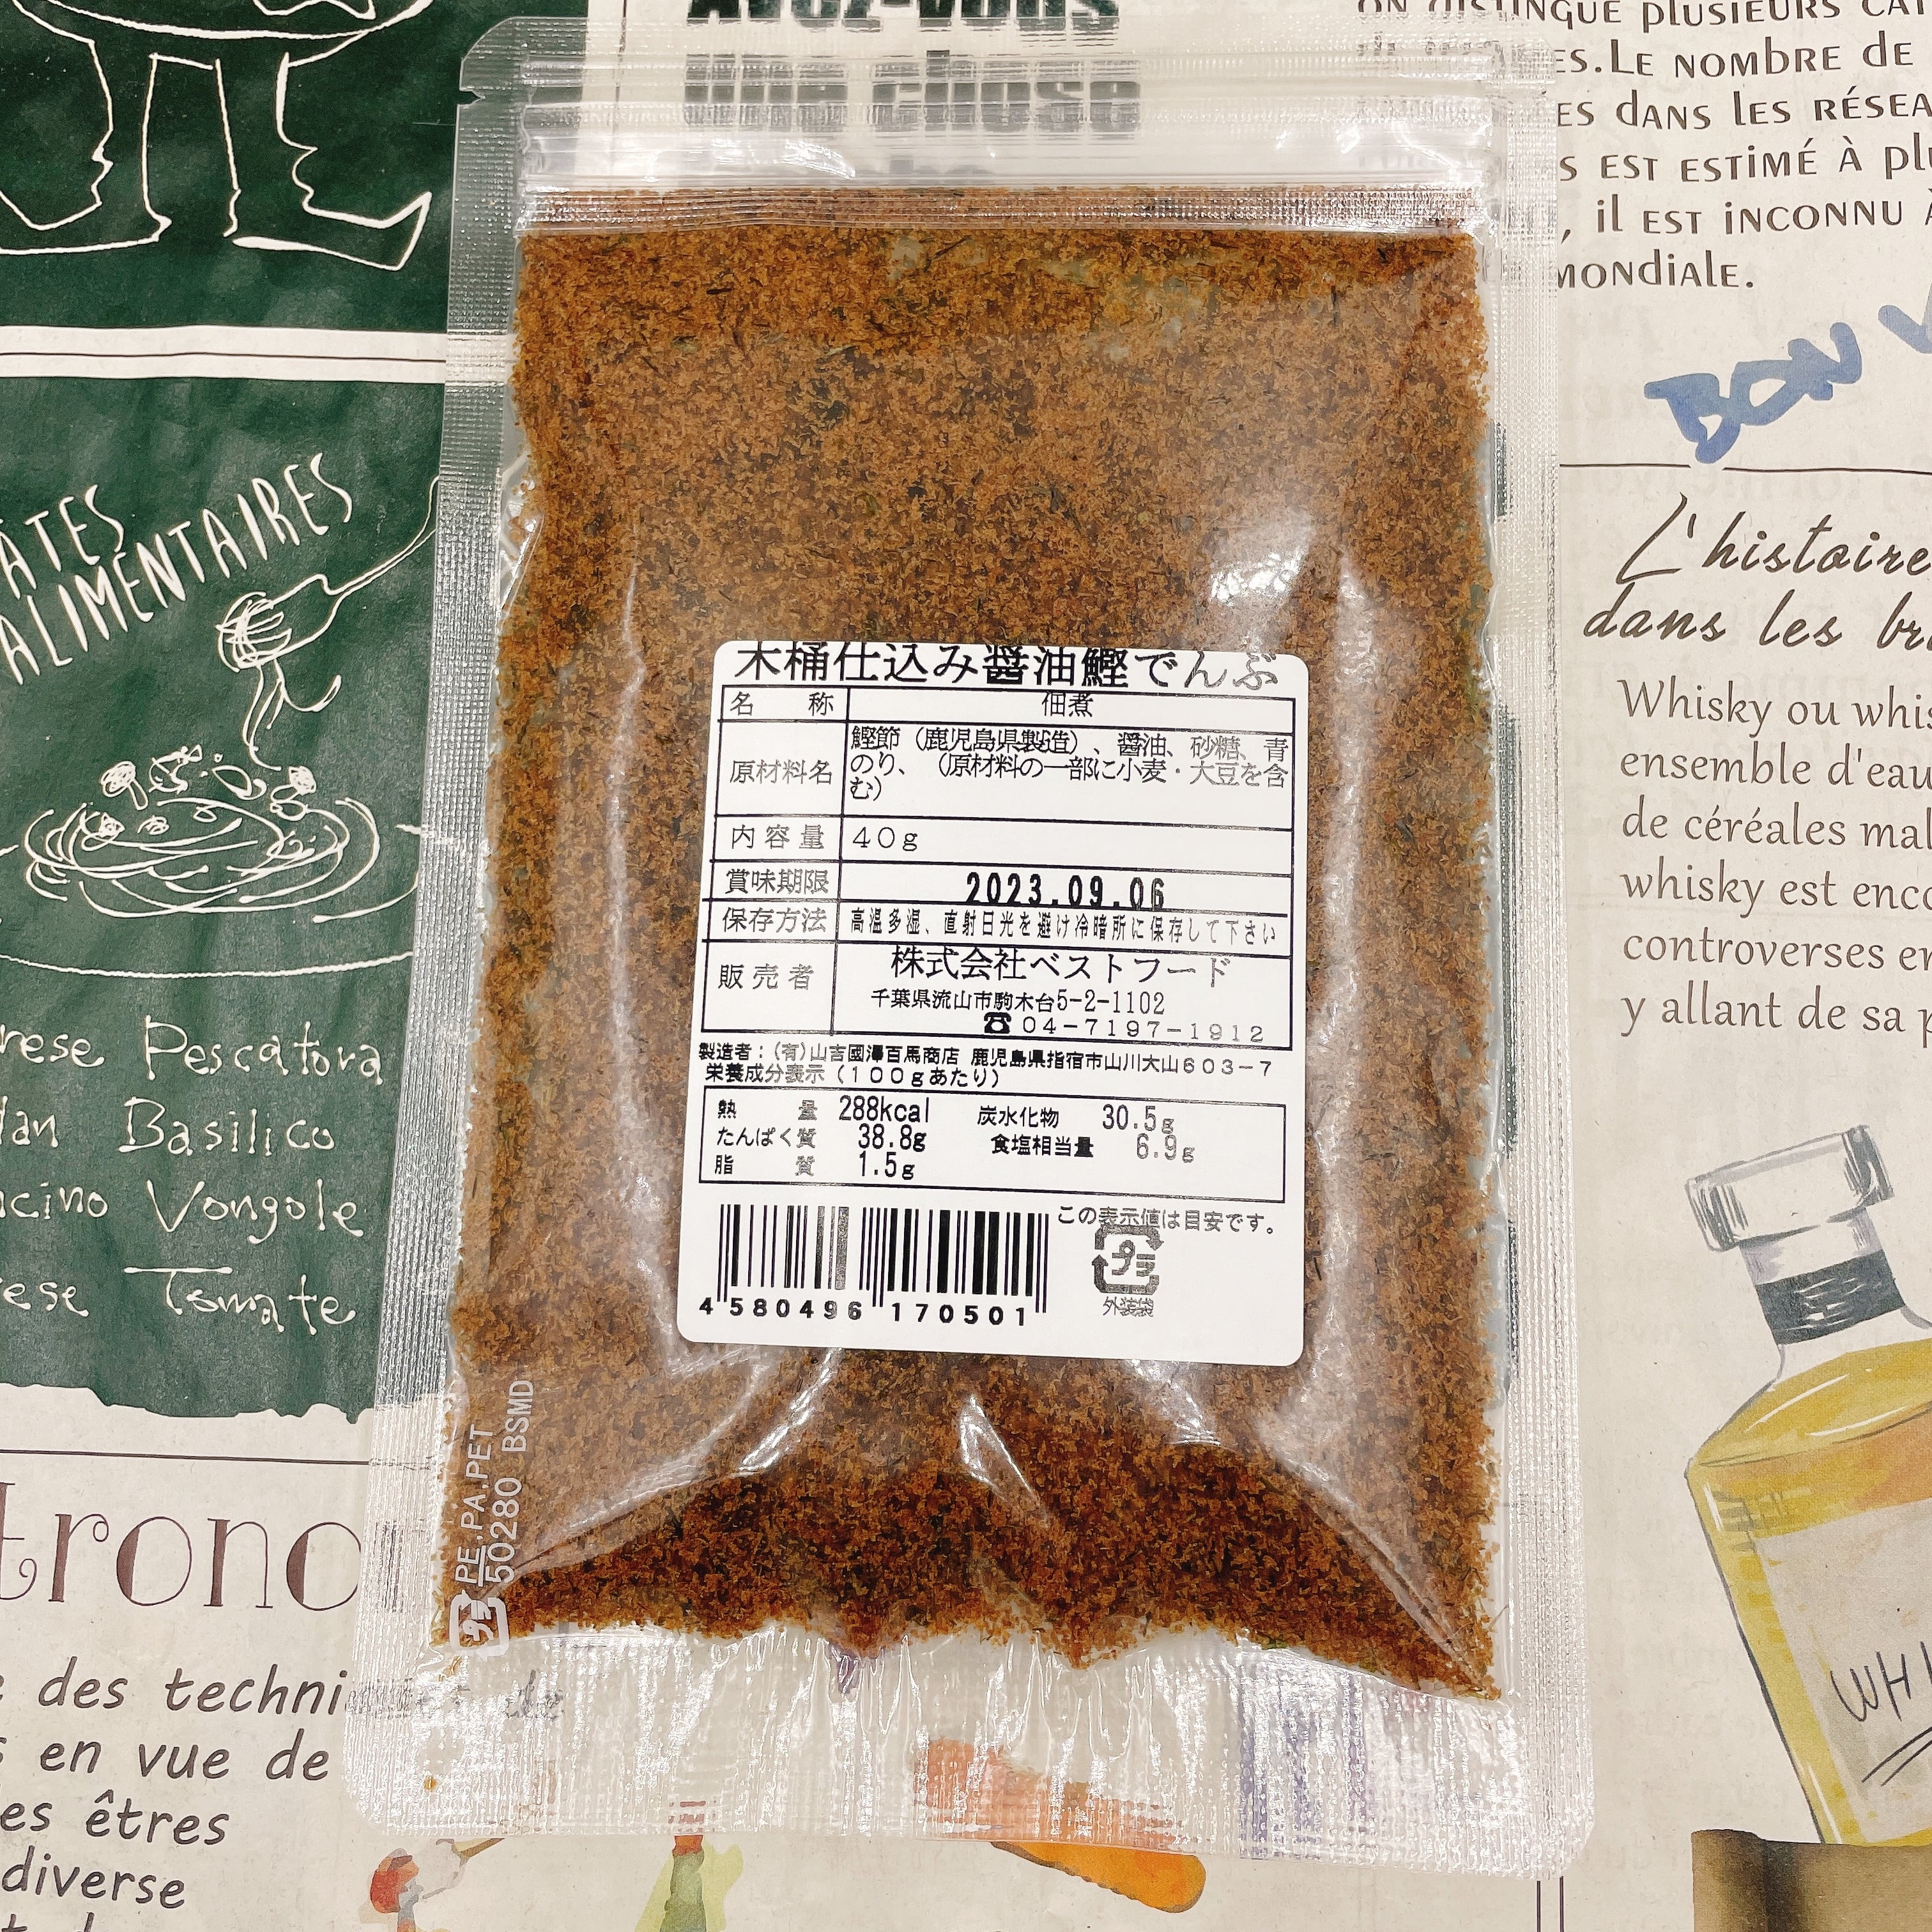 Avez-vous
une chose
ON DISTINGUE PLUSIEURS
ES.LE NOMBRE DE
ES DANS LES
S EST ESTIMÉ À
, IL EST INCONNU
MONDIALE.
BON
ALIMENTAIRES
L'histoire
dans les
Whisky ou
ensemble d'eau
de céréales
whisky est
controverses
y allant de sa
木桶仕込み醤油鰹でんぶ
名 称 佃煮
原材料名 鰹節（鹿児島県製造）、醤油、砂糖、青
のり、（原材料の一部に小麦・大豆を含
む）
内容量 40g
賞味期限 2023.09.06
保存方法 高温多湿、直射日光を避け冷暗所に保存して下さい
販売者 株式会社ベストフード
千葉県流山市駒木台5-2-1102
☎04-7197-1912
製造者：(有)山吉國澤百馬商店 鹿児島県指宿市山川大山603-7
栄養成分表示（100gあたり）
熱 量 288kcal 炭水化物 30.5g
たんぱく質 38.8g 食塩相当量 6.9g
脂 質 1.5g
この表示値は目安です。
プラ
外装袋
4 580496 170501
Pescatora
Basilico
Vongole
Tomate
PE.PA.PET
50280 BSMD
プラ
trono
des
en vue de
es êtres
diverse